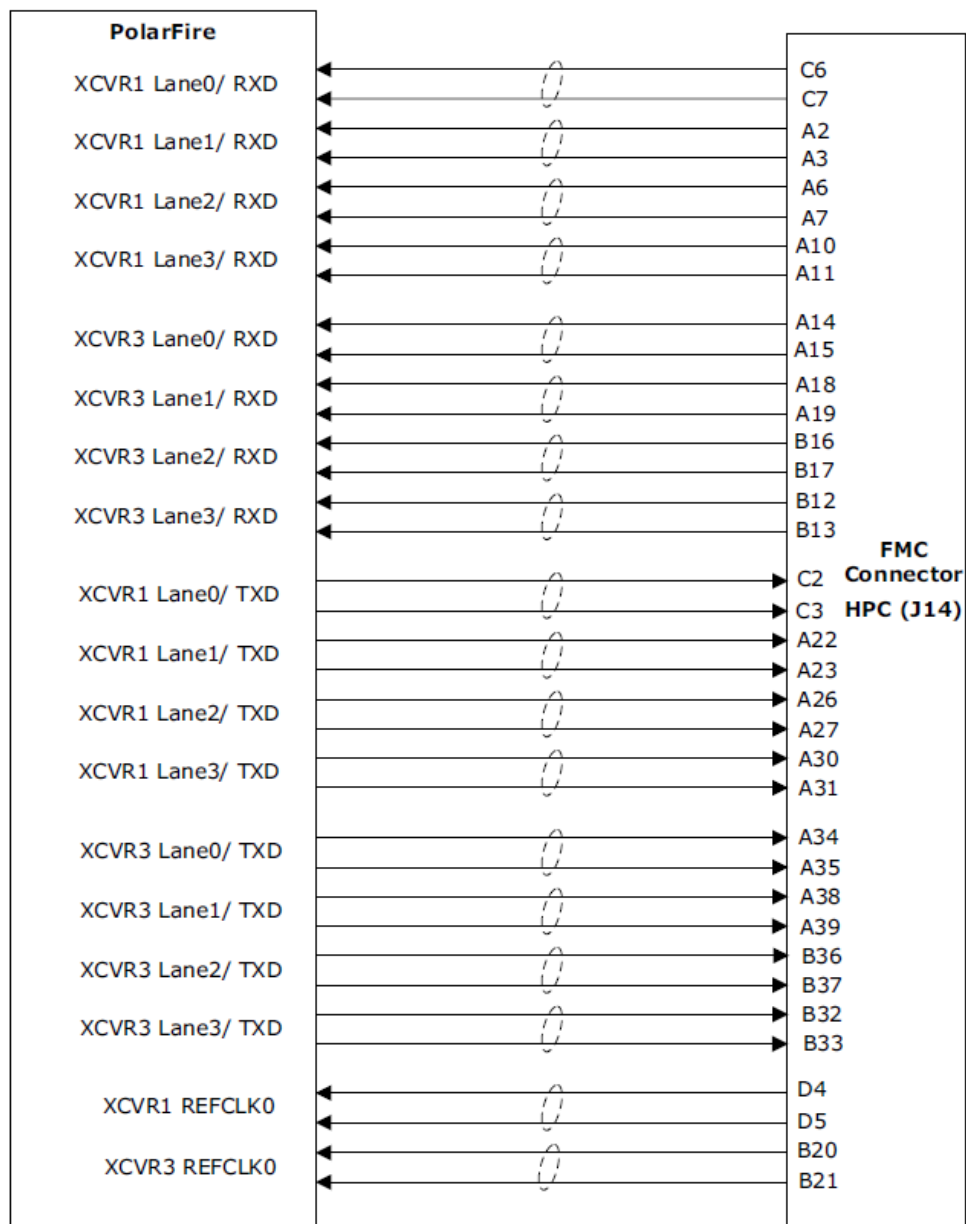 PolarFire
XCVR1 Lane0/ RXD
C6
C7
XCVR1 Lane1/ RXD
A2
A3
XCVR1 Lane2/ RXD
A6
A7
XCVR1 Lane3/ RXD
A10
A11
XCVR3 Lane0/ RXD
A14
A15
XCVR3 Lane1/ RXD
A18
A19
XCVR3 Lane2/ RXD
B16
B17
XCVR3 Lane3/ RXD
B12
B13
FMC
Connector
HPC (J14)
XCVR1 Lane0/ TXD
C2
C3
XCVR1 Lane1/ TXD
A22
A23
XCVR1 Lane2/ TXD
A26
A27
XCVR1 Lane3/ TXD
A30
A31
XCVR3 Lane0/ TXD
A34
A35
XCVR3 Lane1/ TXD
A38
A39
XCVR3 Lane2/ TXD
B36
B37
XCVR3 Lane3/ TXD
B32
B33
XCVR1 REFCLK0
D4
D5
XCVR3 REFCLK0
B20
B21